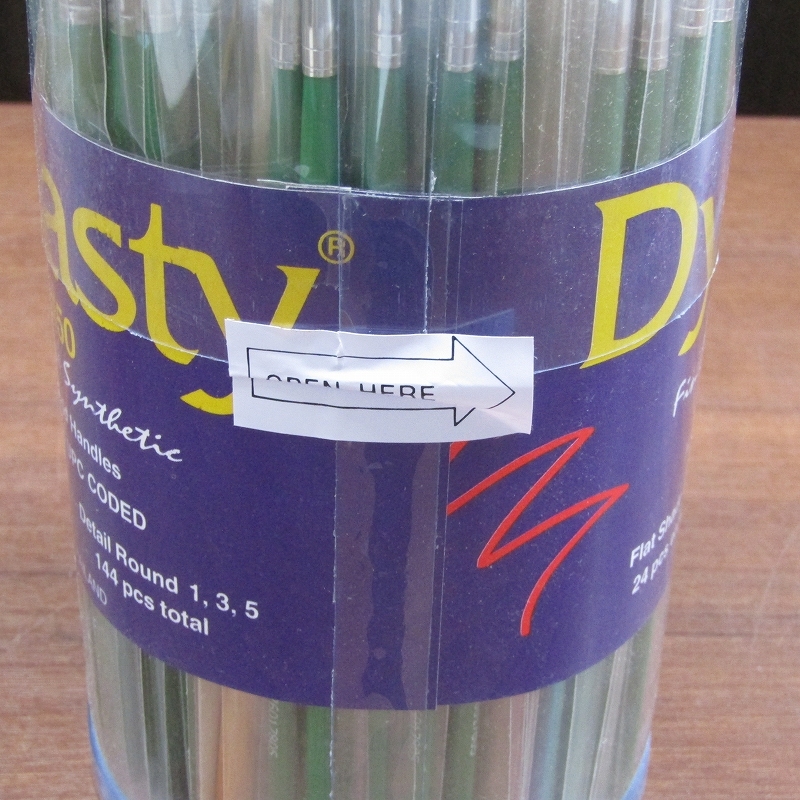 asty®
50
Synthetic
Handles
UPC CODED
Detail Round 1, 3, 5
144 pcs total
OPEN HERE
Dy
Flat
24 pcs